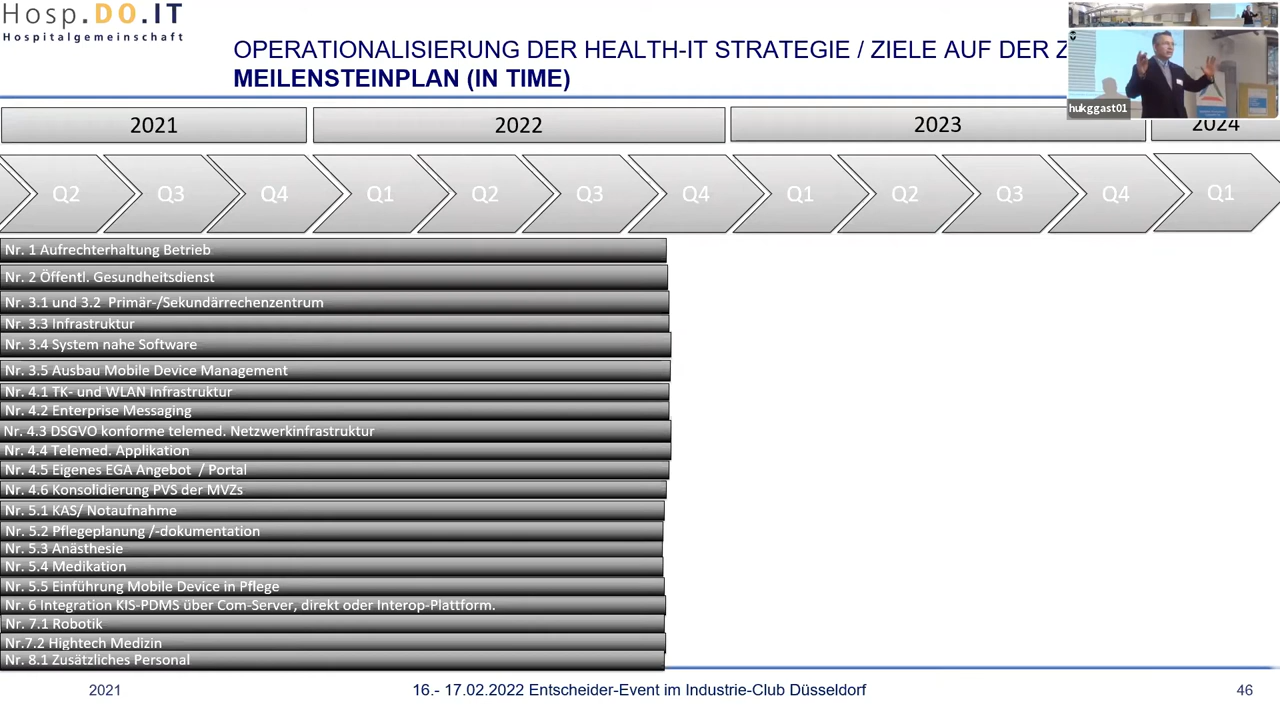 Hosp.DO.IT
Hospitalgemeinschaft
OPERATIONALISIERUNG DER HEALTH-IT STRATEGIE / ZIELE AUF DER Z
MEILENSTEINPLAN (IN TIME)
hukggast01
2021 2022 2023 2024
Q2 Q3 Q4 Q1 Q2 Q3 Q4 Q1 Q2 Q3 Q4 Q1
Nr. 1 Aufrechterhaltung Betrieb
Nr. 2 Öffentl. Gesundheitsdienst
Nr. 3.1 und 3.2 Primär-/Sekundärrechenzentrum
Nr. 3.3 Infrastruktur
Nr. 3.4 System nahe Software
Nr. 3.5 Ausbau Mobile Device Management
Nr. 4.1 TK- und WLAN Infrastruktur
Nr. 4.2 Enterprise Messaging
Nr. 4.3 DSGVO konforme telemed. Netzwerkinfrastruktur
Nr. 4.4 Telemed. Applikation
Nr. 4.5 Eigenes EGA Angebot / Portal
Nr. 4.6 Konsolidierung PVS der MVZs
Nr. 5.1 KAS/ Notaufnahme
Nr. 5.2 Pflegeplanung /-dokumentation
Nr. 5.3 Anästhesie
Nr. 5.4 Medikation
Nr. 5.5 Einführung Mobile Device in Pflege
Nr. 6 Integration KIS-PDMS über Com-Server, direkt oder Interop-Plattform.
Nr. 7.1 Robotik
Nr.7.2 Hightech Medizin
Nr. 8.1 Zusätzliches Personal
2021 16.- 17.02.2022 Entscheider-Event im Industrie-Club Düsseldorf 46